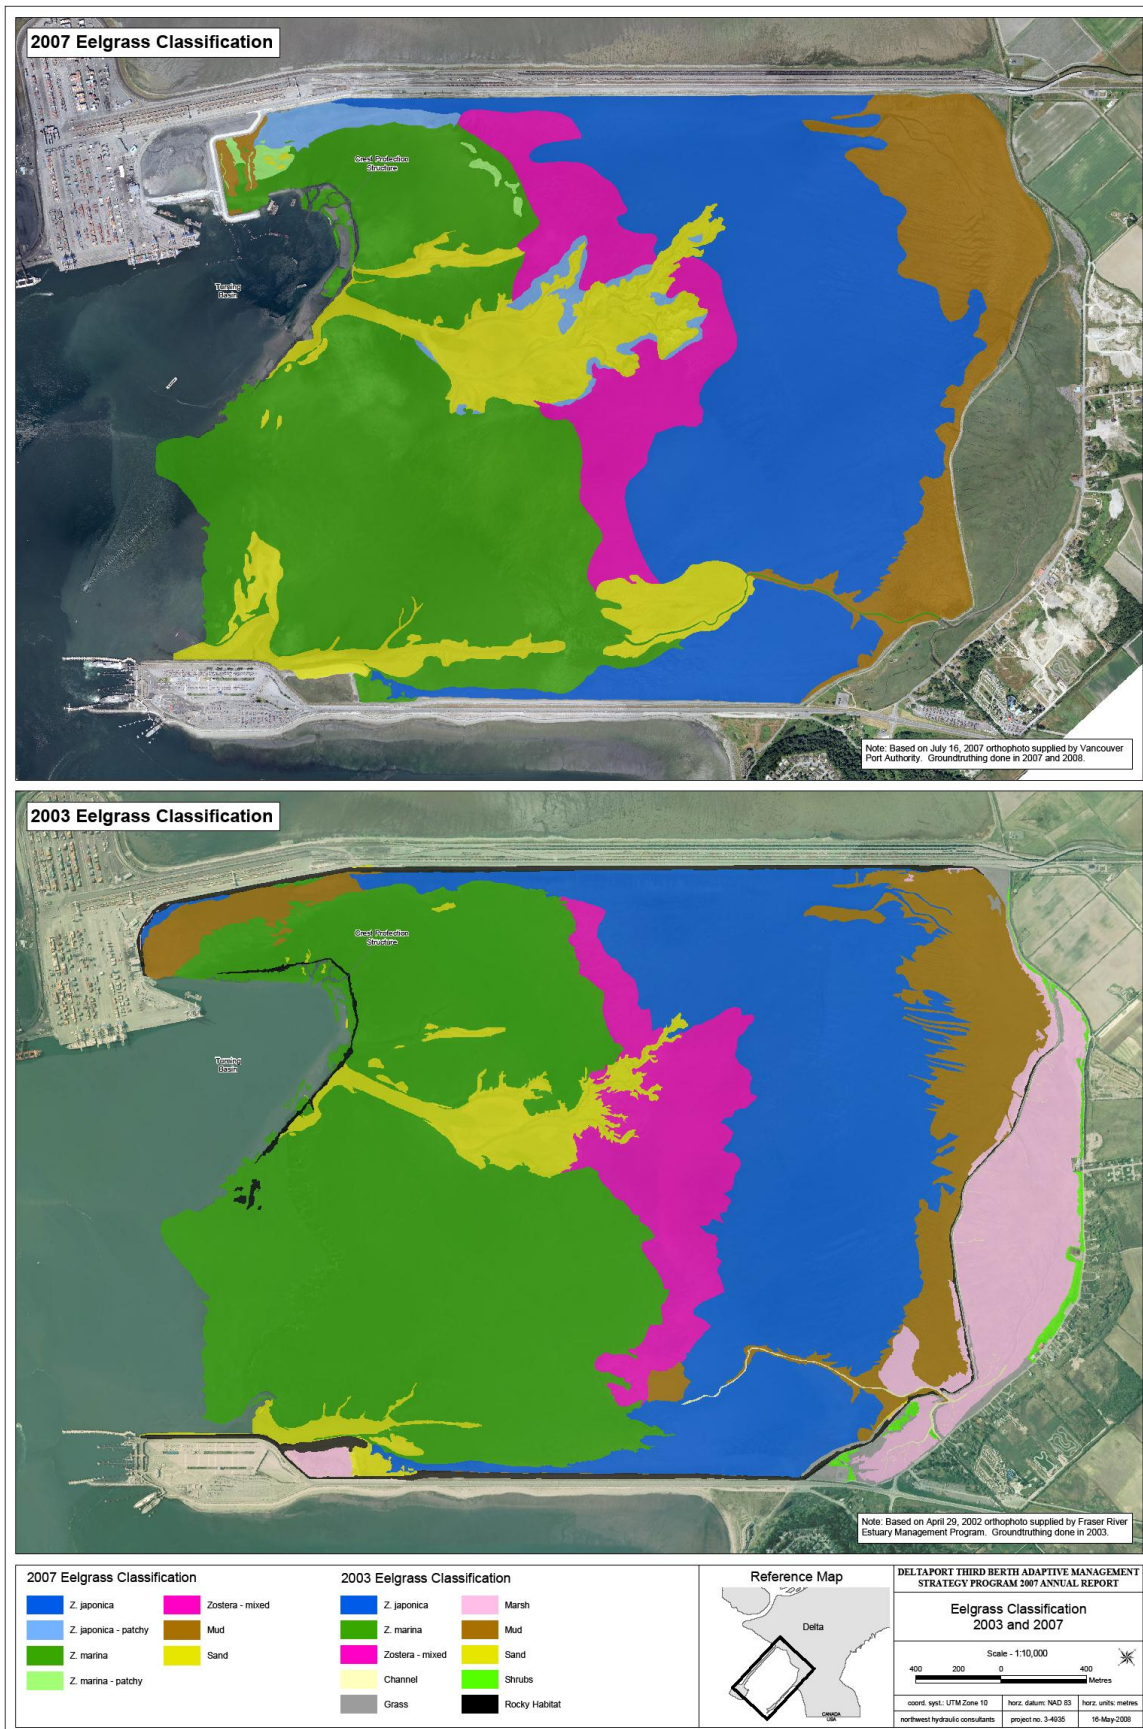 2007 Eelgrass Classification
Crest Protection
Structure
Turning
Basin
Note: Based on July 16, 2007 orthophoto supplied by Vancouver
Port Authority. Groundtruthing done in 2007 and 2008.
2003 Eelgrass Classification
Crest Protection
Structure
Turning
Basin
Note: Based on April 29, 2002 orthophoto supplied by Fraser River
Estuary Management Program. Groundtruthing done in 2003.
2007 Eelgrass Classification
Z. japonica
Z. japonica - patchy
Z. marina
Z. marina - patchy
Zostera - mixed
Mud
Sand
2003 Eelgrass Classification
Z. japonica
Z. marina
Zostera - mixed
Channel
Grass
Marsh
Mud
Sand
Shrubs
Rocky Habitat
Reference Map
Delta
CANADA
USA
DELTAPORT THIRD BERTH ADAPTIVE MANAGEMENT
STRATEGY PROGRAM 2007 ANNUAL REPORT
Eelgrass Classification
2003 and 2007
Scale - 1:10,000
400 200 0 400
Metres
coord. syst.: UTM Zone 10 horz. datum: NAD 83 horz. units: metres
northwest hydraulic consultants project no. 3-4935 16-May-2008